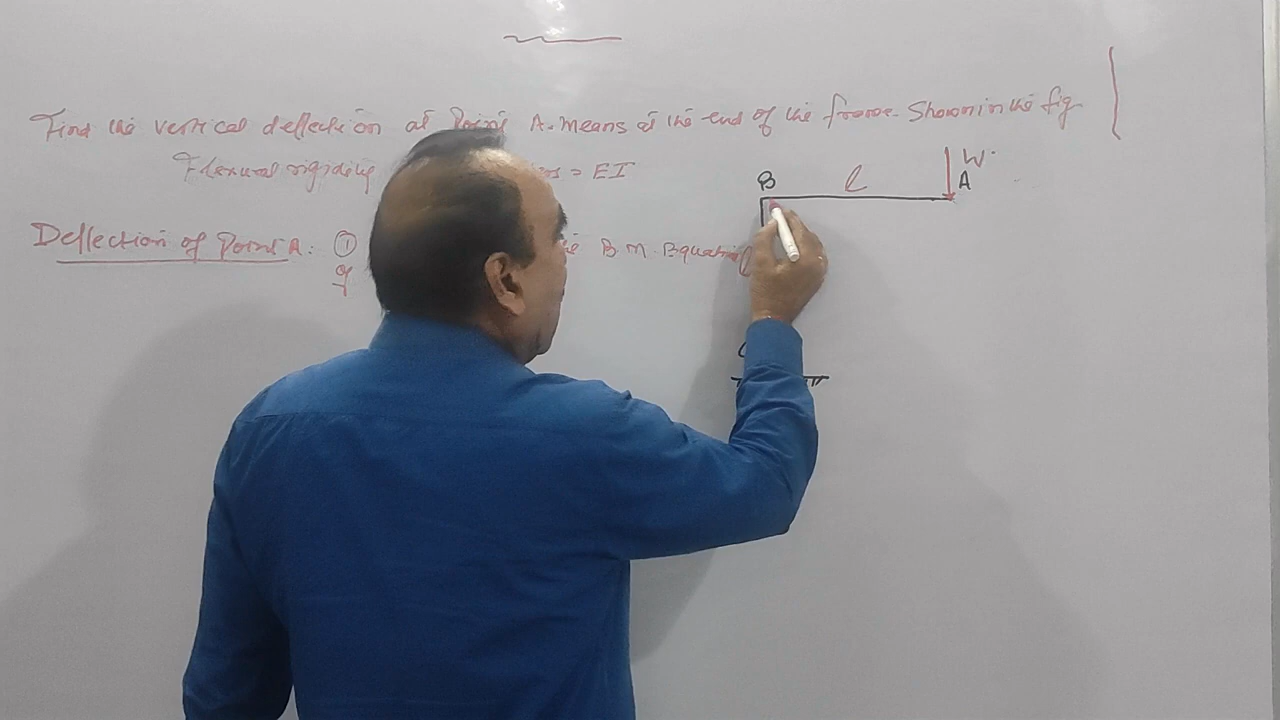 Find the vertical deflection at Point A. Means at the end of the frame. Shown in the fig
Flexural rigidity = EI
B l W.
A
Deflection of Point A: ① B.M. Equation